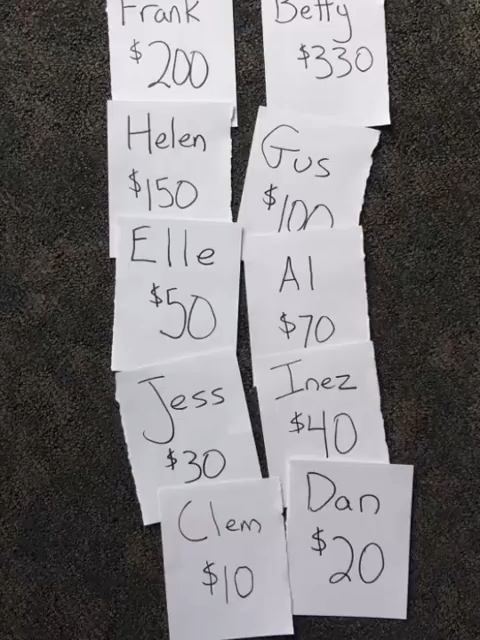 Frank
$200
Betty
$330
Helen
$150
Gus
$100
Elle
$50
Al
$70
Jess
$30
Inez
$40
Clem
$10
Dan
$20